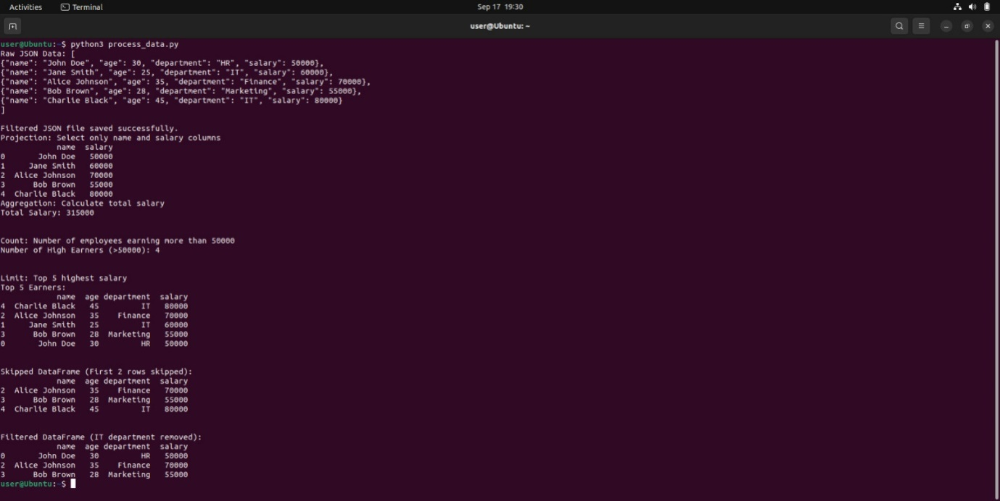 Activities Terminal Sep 17 19:30
user@Ubuntu: ~
user@Ubuntu:~$ python3 process_data.py
Raw JSON Data: [
{"name": "John Doe", "age": 30, "department": "HR", "salary": 50000},
{"name": "Jane Smith", "age": 25, "department": "IT", "salary": 60000},
{"name": "Alice Johnson", "age": 35, "department": "Finance", "salary": 70000},
{"name": "Bob Brown", "age": 28, "department": "Marketing", "salary": 55000},
{"name": "Charlie Black", "age": 45, "department": "IT", "salary": 80000}
]
Filtered JSON file saved successfully.
Projection: Select only name and salary columns
name salary
0 John Doe 50000
1 Jane Smith 60000
2 Alice Johnson 70000
3 Bob Brown 55000
4 Charlie Black 80000
Aggregation: Calculate total salary
Total Salary: 315000
Count: Number of employees earning more than 50000
Number of High Earners (>50000): 4
Limit: Top 5 highest salary
Top 5 Earners:
name age department salary
4 Charlie Black 45 IT 80000
2 Alice Johnson 35 Finance 70000
1 Jane Smith 25 IT 60000
3 Bob Brown 28 Marketing 55000
0 John Doe 30 HR 50000
Skipped DataFrame (First 2 rows skipped):
name age department salary
2 Alice Johnson 35 Finance 70000
3 Bob Brown 28 Marketing 55000
4 Charlie Black 45 IT 80000
Filtered DataFrame (IT department removed):
name age department salary
0 John Doe 30 HR 50000
2 Alice Johnson 35 Finance 70000
3 Bob Brown 28 Marketing 55000
user@Ubuntu:~$